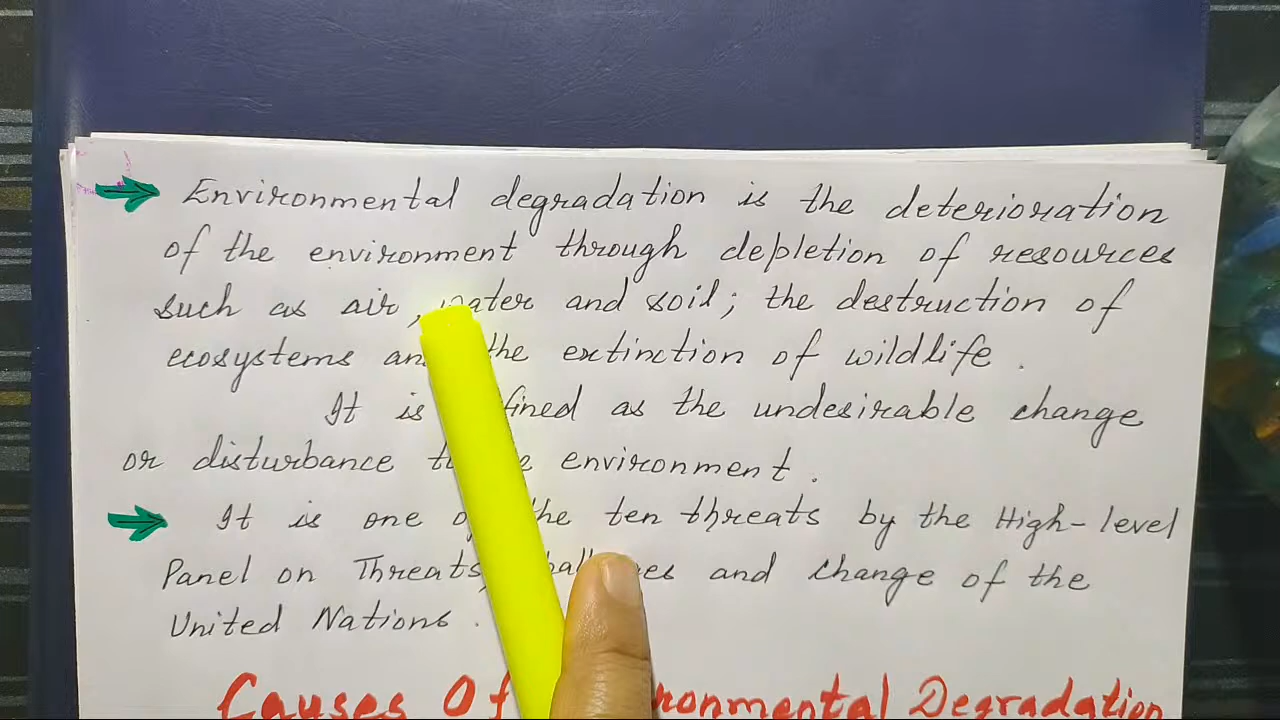 Environmental degradation is the deterioration
of the environment through depletion of resources
such as air, water and soil; the destruction of
ecosystems and the extinction of wildlife.
It is defined as the undesirable change
or disturbance to the environment.
It is one of the ten threats by the High-level
Panel on Threats, and change of the
United Nations.
Causes Of Degradation